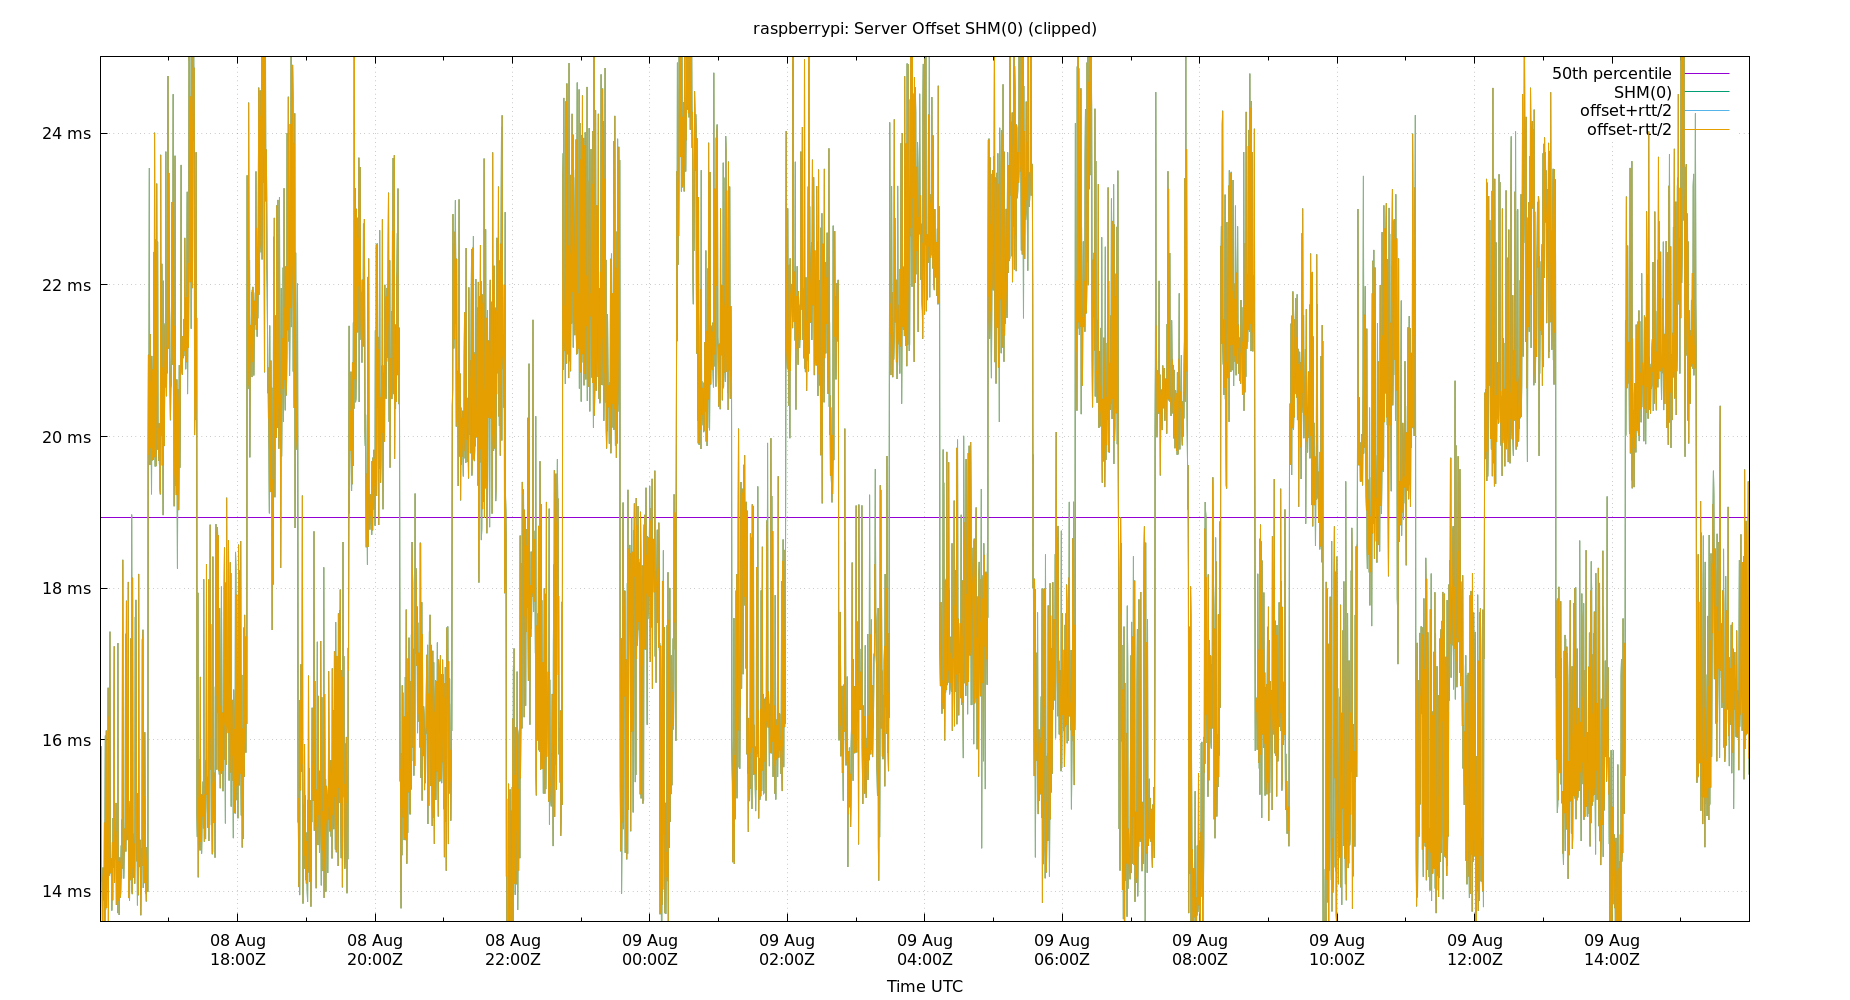 raspberrypi: Server Offset SHM(0) (clipped)
50th percentile
SHM(0)
offset+rtt/2
offset-rtt/2
24 ms
22 ms
20 ms
18 ms
16 ms
14 ms
08 Aug 08 Aug 08 Aug 09 Aug 09 Aug 09 Aug 09 Aug 09 Aug 09 Aug 09 Aug 09 Aug
18:00Z 20:00Z 22:00Z 00:00Z 02:00Z 04:00Z 06:00Z 08:00Z 10:00Z 12:00Z 14:00Z
Time UTC